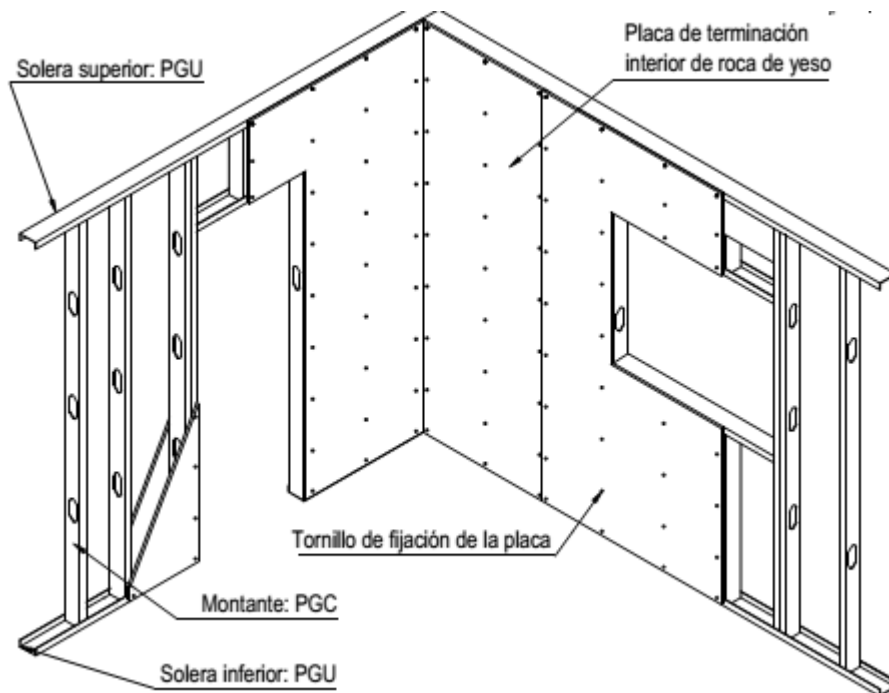 Placa de terminación
interior de roca de yeso
Solera superior: PGU
Tornillo de fijación de la placa
Montante: PGC
Solera inferior: PGU